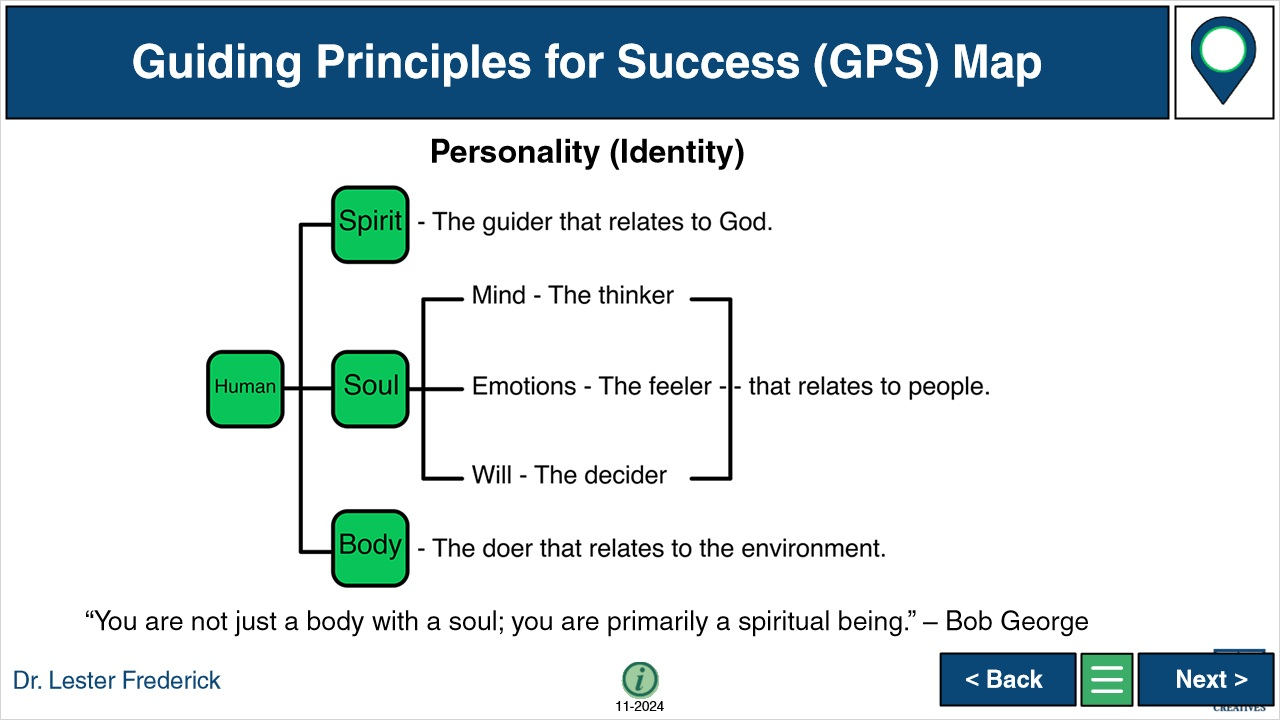 Guiding Principles for Success (GPS) Map
Personality (Identity)
Spirit - The guider that relates to God.
Mind - The thinker
Human Soul Emotions - The feeler - - that relates to people.
Will - The decider
Body - The doer that relates to the environment.
“You are not just a body with a soul; you are primarily a spiritual being.” – Bob George
Dr. Lester Frederick
i
11-2024
< Back
Next >
CREATIVES